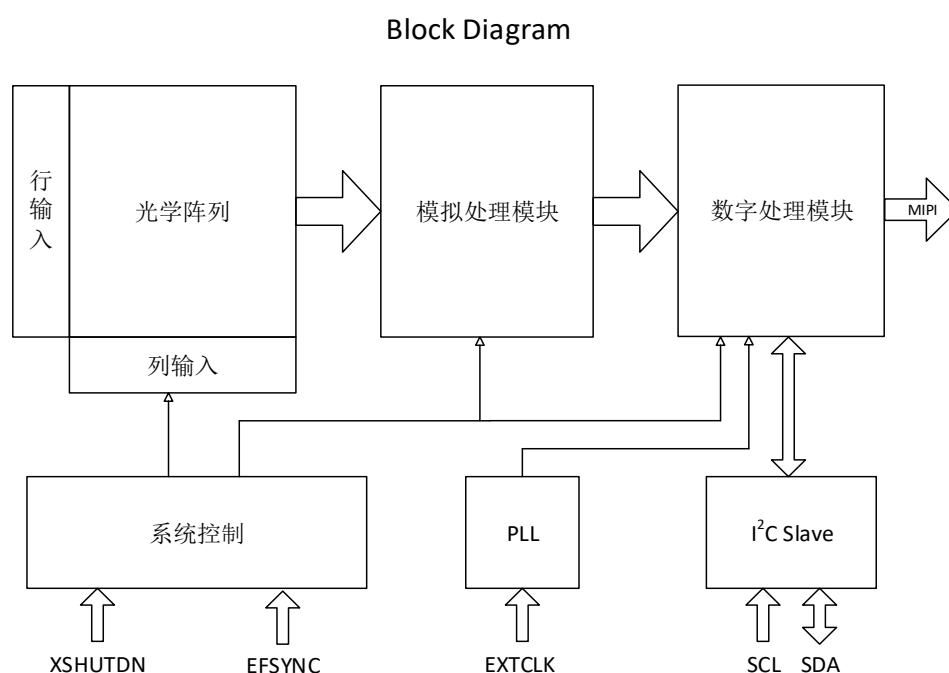 Block Diagram
行输入
光学阵列
模拟处理模块
数字处理模块
MIPI
列输入
系统控制
PLL
I²C Slave
XSHUTDN
EFSYNC
EXTCLK
SCL
SDA